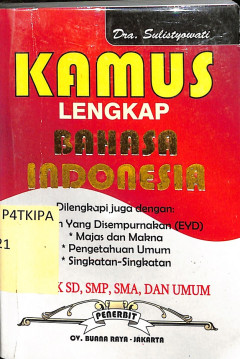 Dra. Sulistyowati
KAMUS
LENGKAP
BAHASA
INDONESIA
Dilengkapi juga dengan:
n Yang Disempurnakan (EYD)
* Majas dan Makna
* Pengetahuan Umum
* Singkatan-Singkatan
P4TKIPA
21
K SD, SMP, SMA, DAN UMUM
PENERBIT
CV. BUANA RAYA - JAKARTA